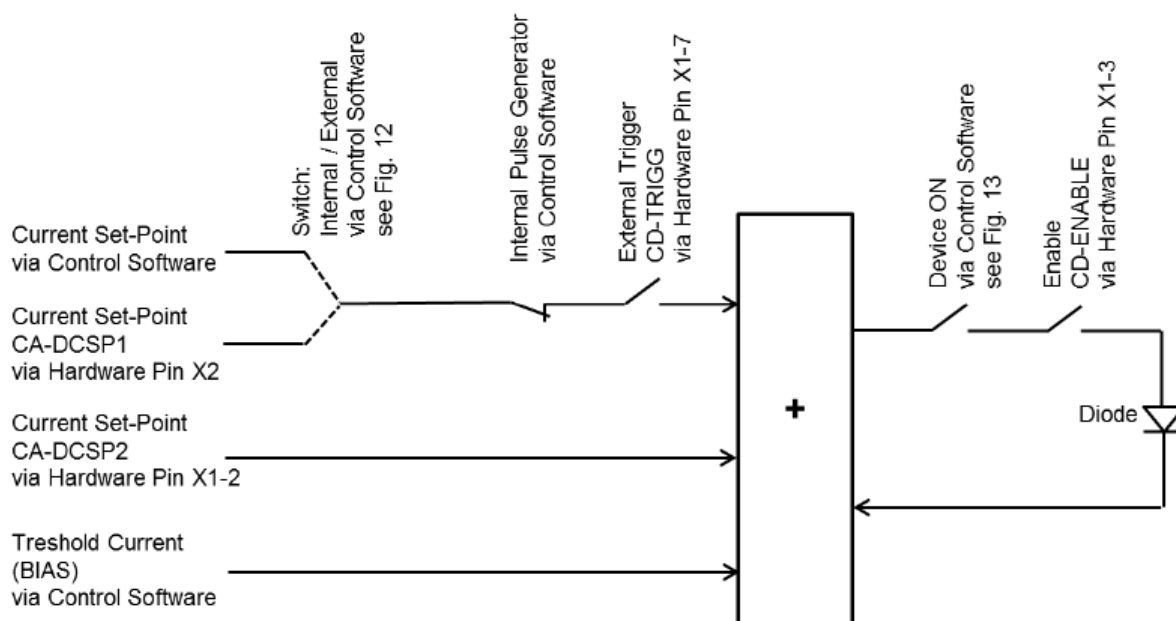 Switch:
Internal / External
via Control Software
see Fig. 12
Internal Pulse Generator
via Control Software
External Trigger
CD-TRIGG
via Hardware Pin X1-7
Device ON
via Control Software
see Fig. 13
Enable
CD-ENABLE
via Hardware Pin X1-3
Current Set-Point
via Control Software
Current Set-Point
CA-DCSP1
via Hardware Pin X2
Current Set-Point
CA-DCSP2
via Hardware Pin X1-2
Treshold Current
(BIAS)
via Control Software
+
Diode